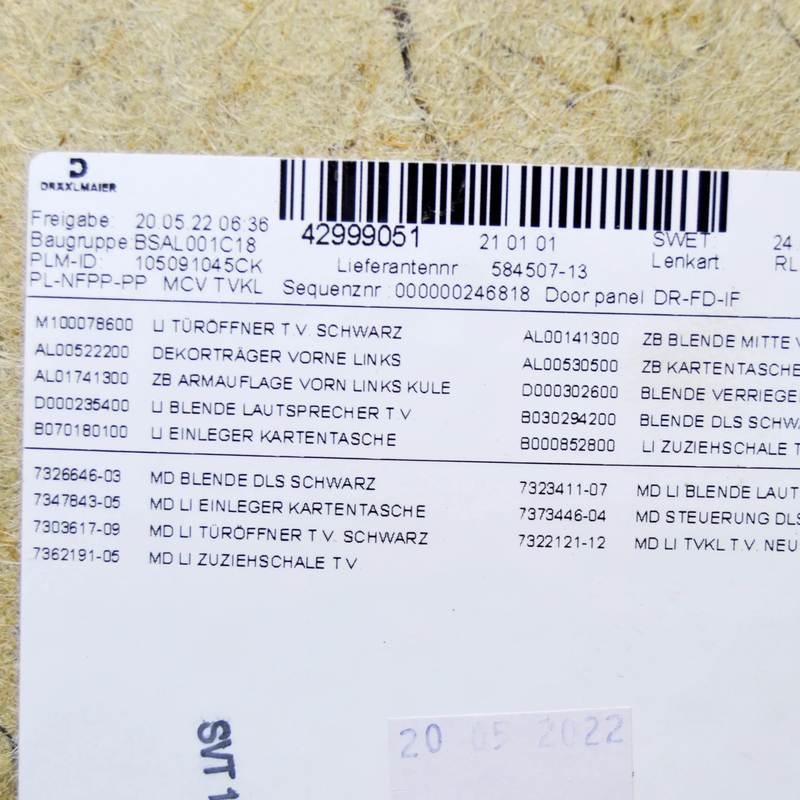 DRÄXLMAIER
Freigabe: 20.05.22 06:36
42999051 21 01 01 SWET: 24
Baugruppe: BSAL001C18
PLM-ID: 105091045CK Lieferantennr 584507-13 Lenkart RL
PL-NFPP-PP MCV TVKL Sequenznr :000000246818 Door panel DR-FD-IF
M100078600 LI TÜRÖFFNER T.V. SCHWARZ AL00141300 ZB BLENDE MITTE
AL00522200 DEKORTRÄGER VORNE LINKS AL00530500 ZB KARTENTASCHE
AL01741300 ZB ARMAUFLAGE VORN LINKS KULE D000302600 BLENDE VERRIEGE
D000235400 LI BLENDE LAUTSPRECHER T V B030294200 BLENDE DLS SCHW
B070180100 LI EINLEGER KARTENTASCHE B000852800 LI ZUZIEHSCHALE T
7326646-03 MD BLENDE DLS SCHWARZ 7323411-07 MD LI BLENDE LAUT
7347843-05 MD LI EINLEGER KARTENTASCHE 7373446-04 MD STEUERUNG DLS
7303617-09 MD LI TÜRÖFFNER T.V. SCHWARZ 7322121-12 MD LI TVKL T.V. NEU
7362191-05 MD LI ZUZIEHSCHALE T V
20 05 2022
SVT 1